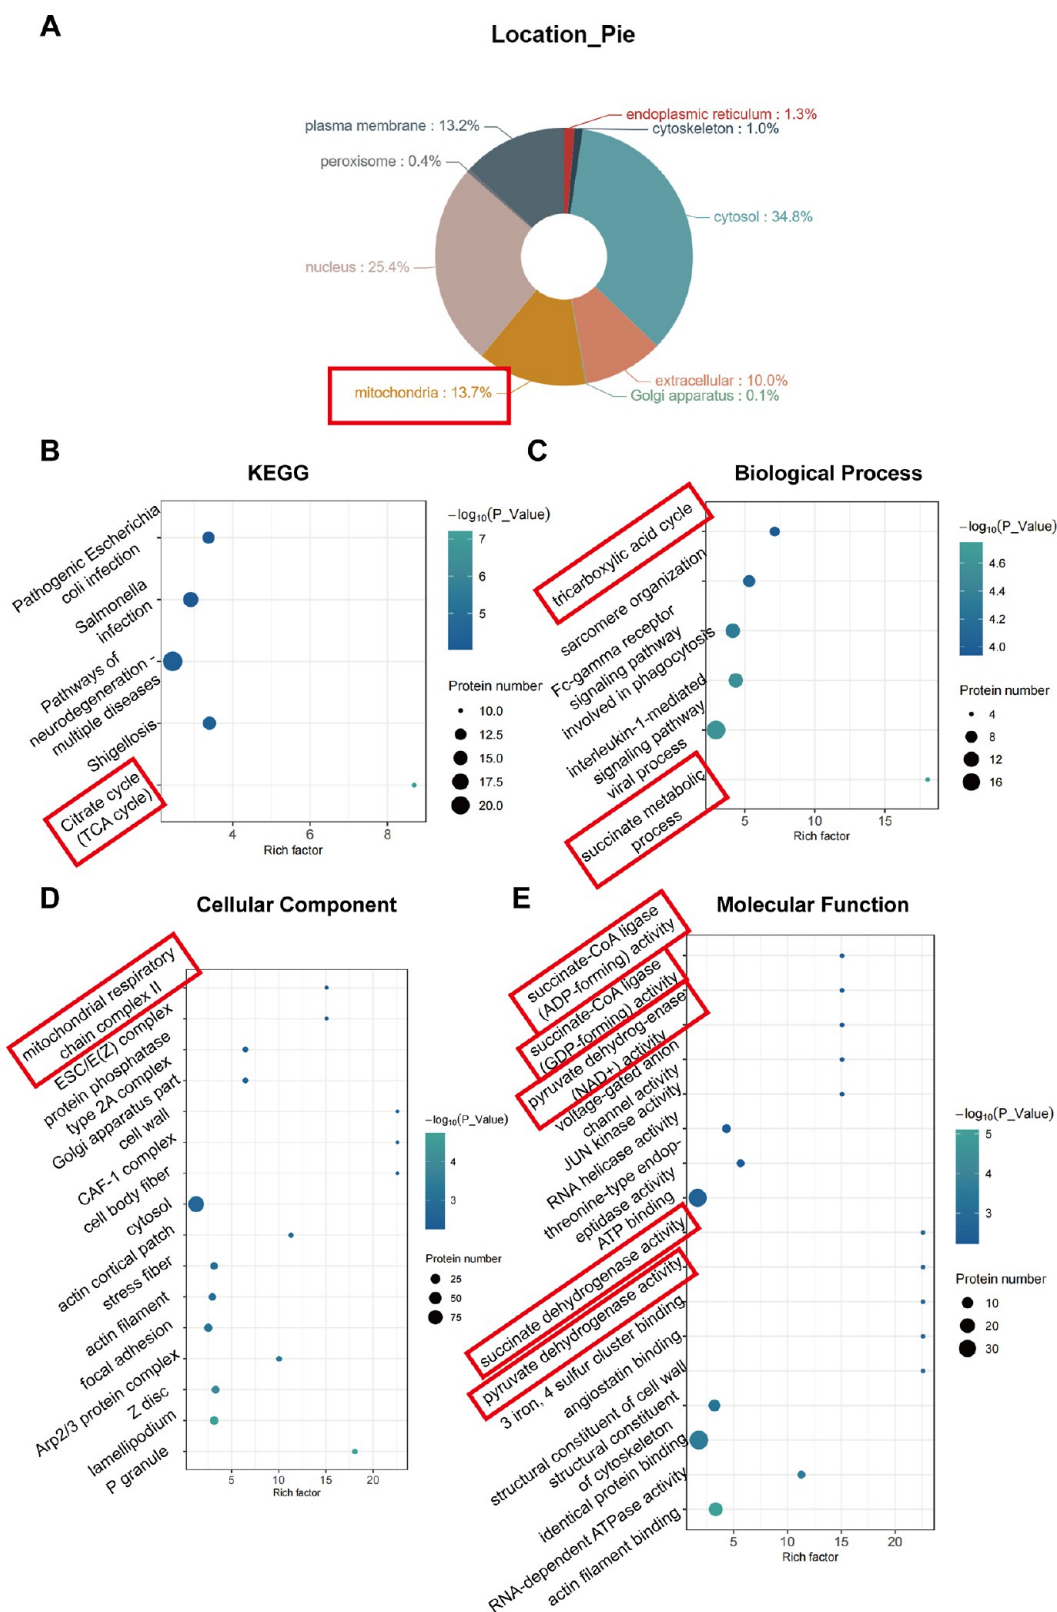 A
Location_Pie
endoplasmic reticulum : 1.3%
plasma membrane : 13.2%
cytoskeleton : 1.0%
peroxisome : 0.4%
cytosol : 34.8%
nucleus : 25.4%
mitochondria : 13.7%
extracellular : 10.0%
Golgi apparatus : 0.1%
B
KEGG
Pathogenic Escherichia
coli infection
Salmonella
infection
Pathways of
neurodegeneration -
multiple diseases
Shigellosis
Citrate cycle
(TCA cycle)
4 6 8
Rich factor
−log10(P_Value)
7
6
5
Protein number
10.0
12.5
15.0
17.5
20.0
C
Biological Process
tricarboxylic acid cycle
sarcomere organization
Fc-gamma receptor
signaling pathway
involved in phagocytosis
interleukin-1-mediated
signaling pathway
viral process
succinate metabolic
process
5 10 15
Rich factor
−log10(P_Value)
4.6
4.4
4.2
4.0
Protein number
4
8
12
16
D
Cellular Component
mitochondrial respiratory
chain complex II
ESC/E(Z) complex
protein phosphatase
type 2A complex
Golgi apparatus part
cell wall
CAF-1 complex
cell body fiber
cytosol
actin cortical patch
stress fiber
actin filament
focal adhesion
Arp2/3 protein complex
Z disc
lamellipodium
P granule
5 10 15 20
Rich factor
−log10(P_Value)
4
3
Protein number
25
50
75
E
Molecular Function
succinate-CoA ligase
(ADP-forming) activity
succinate-CoA ligase
(GDP-forming) activity
pyruvate dehydrog-enase
(NAD+) activity
voltage-gated anion
channel activity
JUN kinase activity
RNA helicase activity
threonine-type endop-
eptidase activity
ATP binding
succinate dehydrogenase activity
pyruvate dehydrogenase activity
3 iron, 4 sulfur cluster binding
angiostatin binding
structural constituent of cell wall
structural constituent
of cytoskeleton
identical protein binding
RNA-dependent ATPase activity
actin filament binding
5 10 15 20
Rich factor
−log10(P_Value)
5
3
Protein number
10
20
30